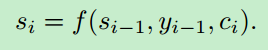 sᵢ = f(sᵢ₋₁, yᵢ₋₁, cᵢ).